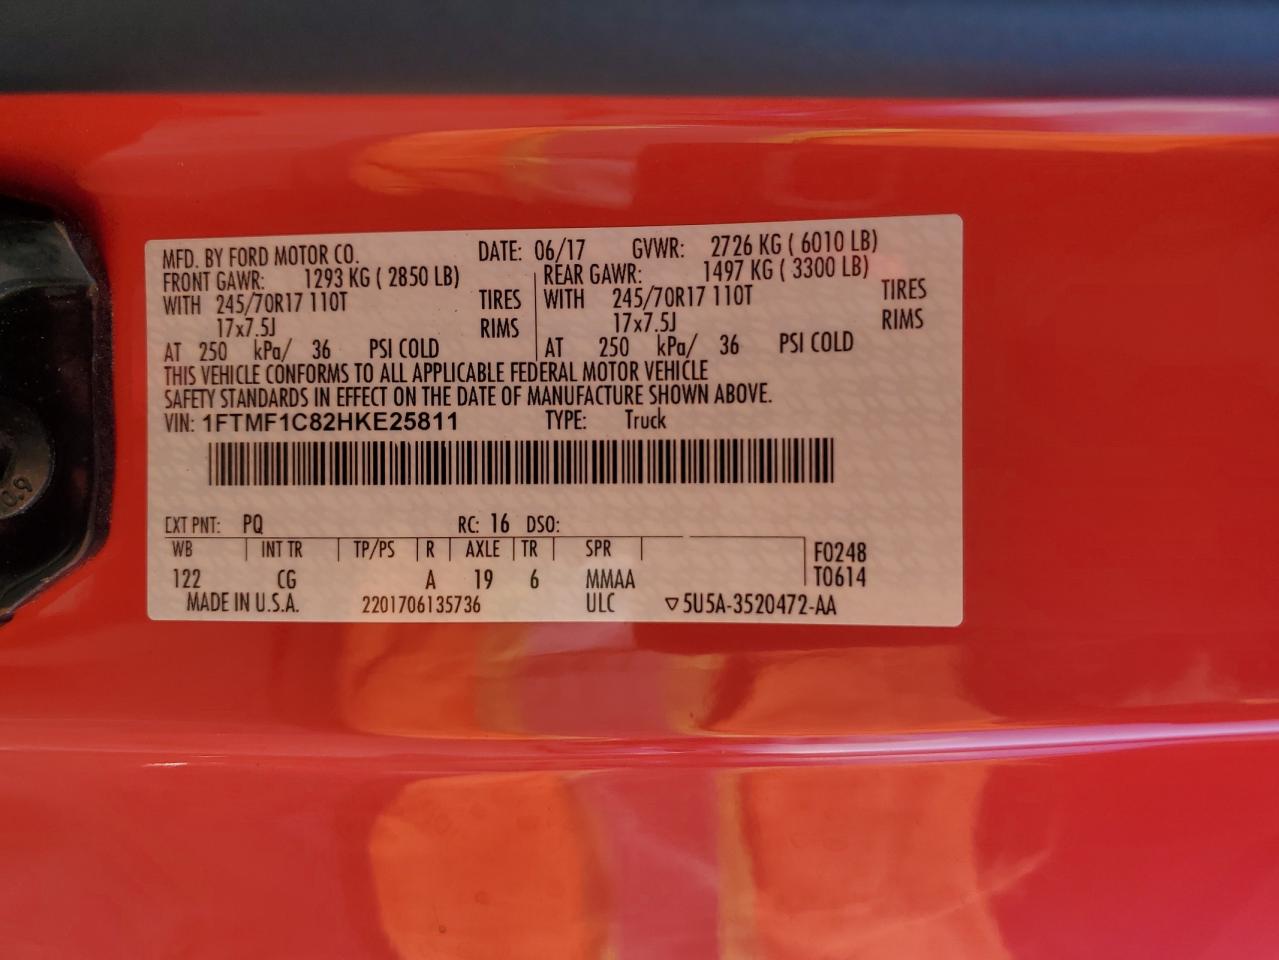 MFD. BY FORD MOTOR CO. DATE: 06/17 GVWR: 2726 KG ( 6010 LB)
FRONT GAWR: 1293 KG ( 2850 LB) REAR GAWR: 1497 KG ( 3300 LB)
WITH 245/70R17 110T TIRES WITH 245/70R17 110T TIRES
17x7.5J RIMS 17x7.5J RIMS
AT 250 kPa/ 36 PSI COLD AT 250 kPa/ 36 PSI COLD
THIS VEHICLE CONFORMS TO ALL APPLICABLE FEDERAL MOTOR VEHICLE
SAFETY STANDARDS IN EFFECT ON THE DATE OF MANUFACTURE SHOWN ABOVE.
VIN: 1FTMF1C82HKE25811 TYPE: Truck
EXT PNT: PQ RC: 16 DSO:
WB INT TR TP/PS R AXLE TR SPR F0248
122 CG A 19 6 MMAA T0614
MADE IN U.S.A. 2201706135736 ULC ▽5U5A-3520472-AA